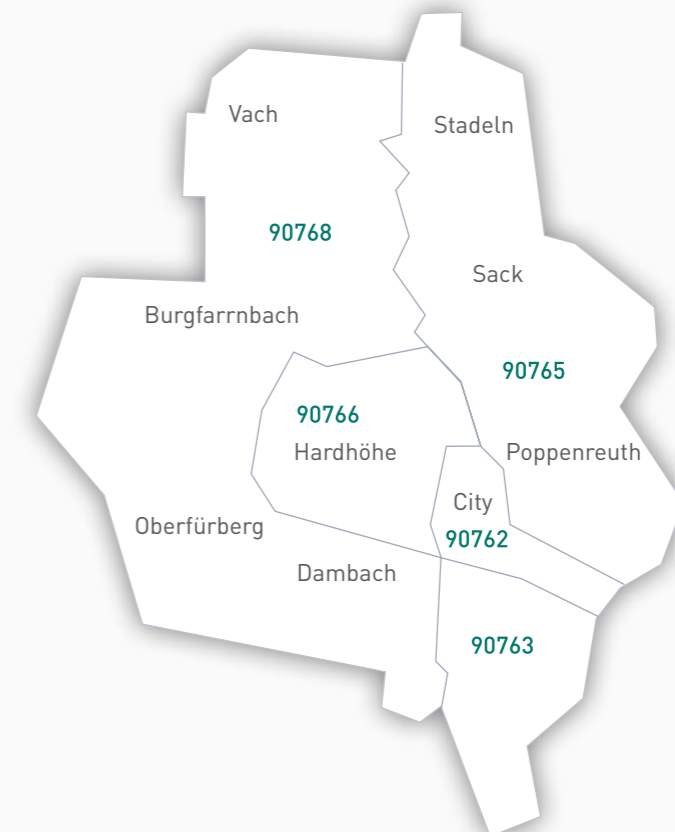 Vach
Stadeln
90768
Sack
Burgfarrnbach
90765
90766
Hardhöhe
Poppenreuth
City
Oberfürberg
90762
Dambach
90763